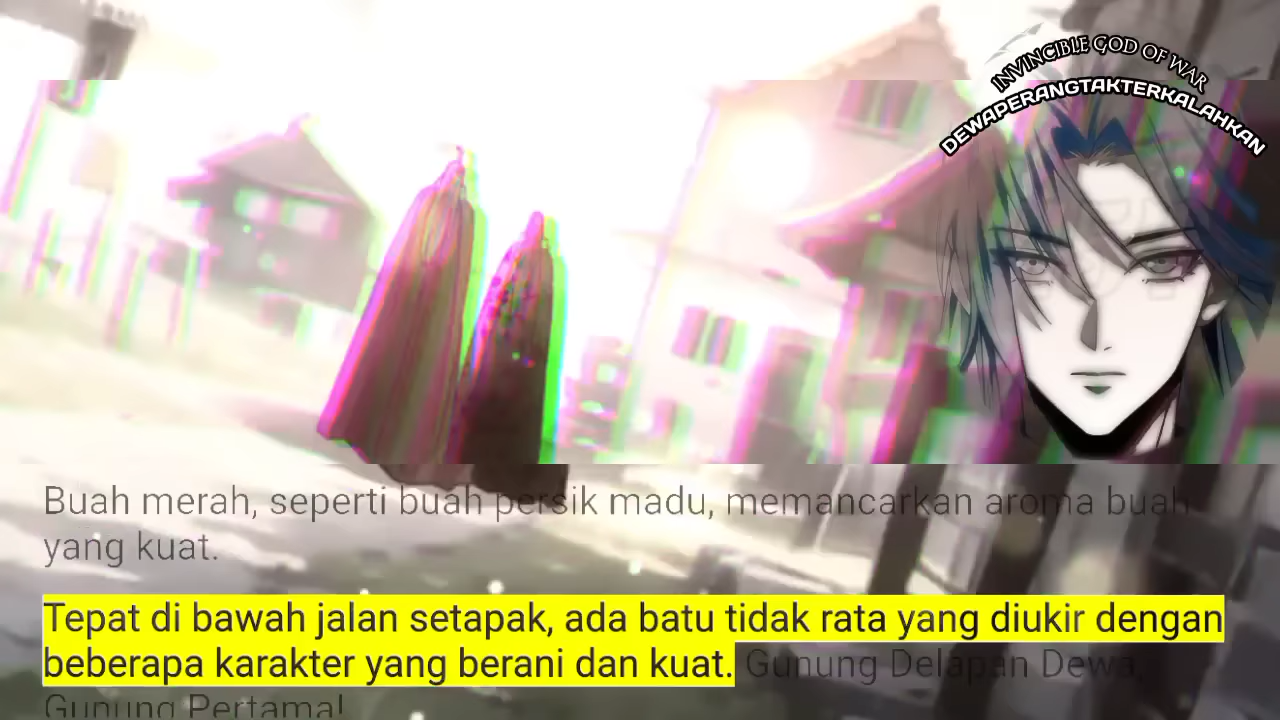 INVINCIBLE GOD OF WAR
DEWAPERANGTAKTERKALAHKAN
Buah merah, seperti buah persik madu, memancarkan aroma buah
yang kuat.
Tepat di bawah jalan setapak, ada batu tidak rata yang diukir dengan
beberapa karakter yang berani dan kuat. Gunung Delapan Dewa,
Gunung Pertama!